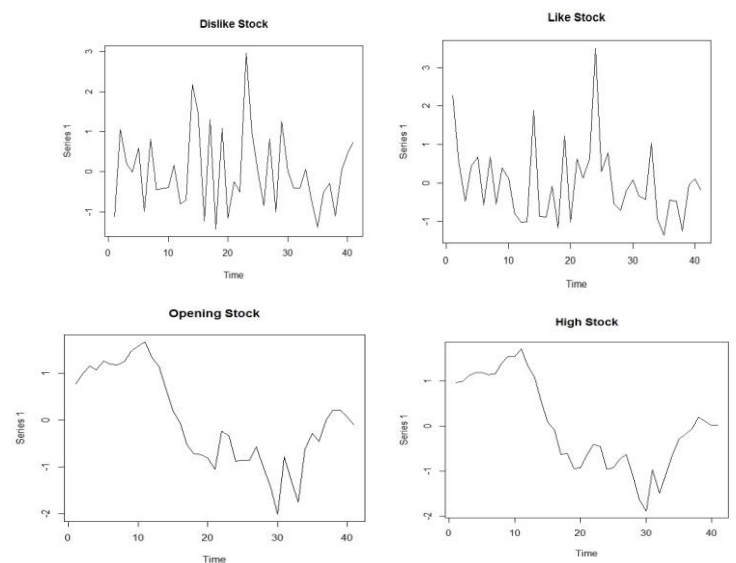 Dislike Stock
3
2
1
0
-1
Series 1
0 10 20 30 40
Time
Like Stock
3
2
1
0
-1
Series 1
0 10 20 30 40
Time
Opening Stock
1
0
-1
-2
Series 1
0 10 20 30 40
Time
High Stock
1
0
-1
-2
Series 1
0 10 20 30 40
Time